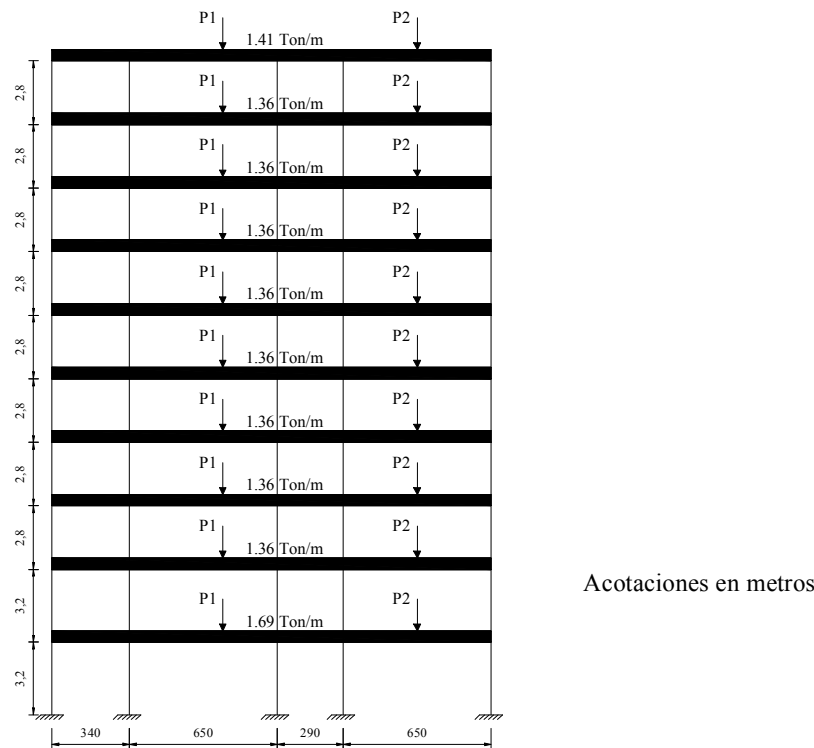 P1 P2
1.41 Ton/m
2,8
P1 P2
1.36 Ton/m
2,8
P1 P2
1.36 Ton/m
2,8
P1 P2
1.36 Ton/m
2,8
P1 P2
1.36 Ton/m
2,8
P1 P2
1.36 Ton/m
2,8
P1 P2
1.36 Ton/m
2,8
P1 P2
1.36 Ton/m
2,8
P1 P2
1.36 Ton/m
Acotaciones en metros
3,2
P1 P2
1.69 Ton/m
3,2
340 650 290 650